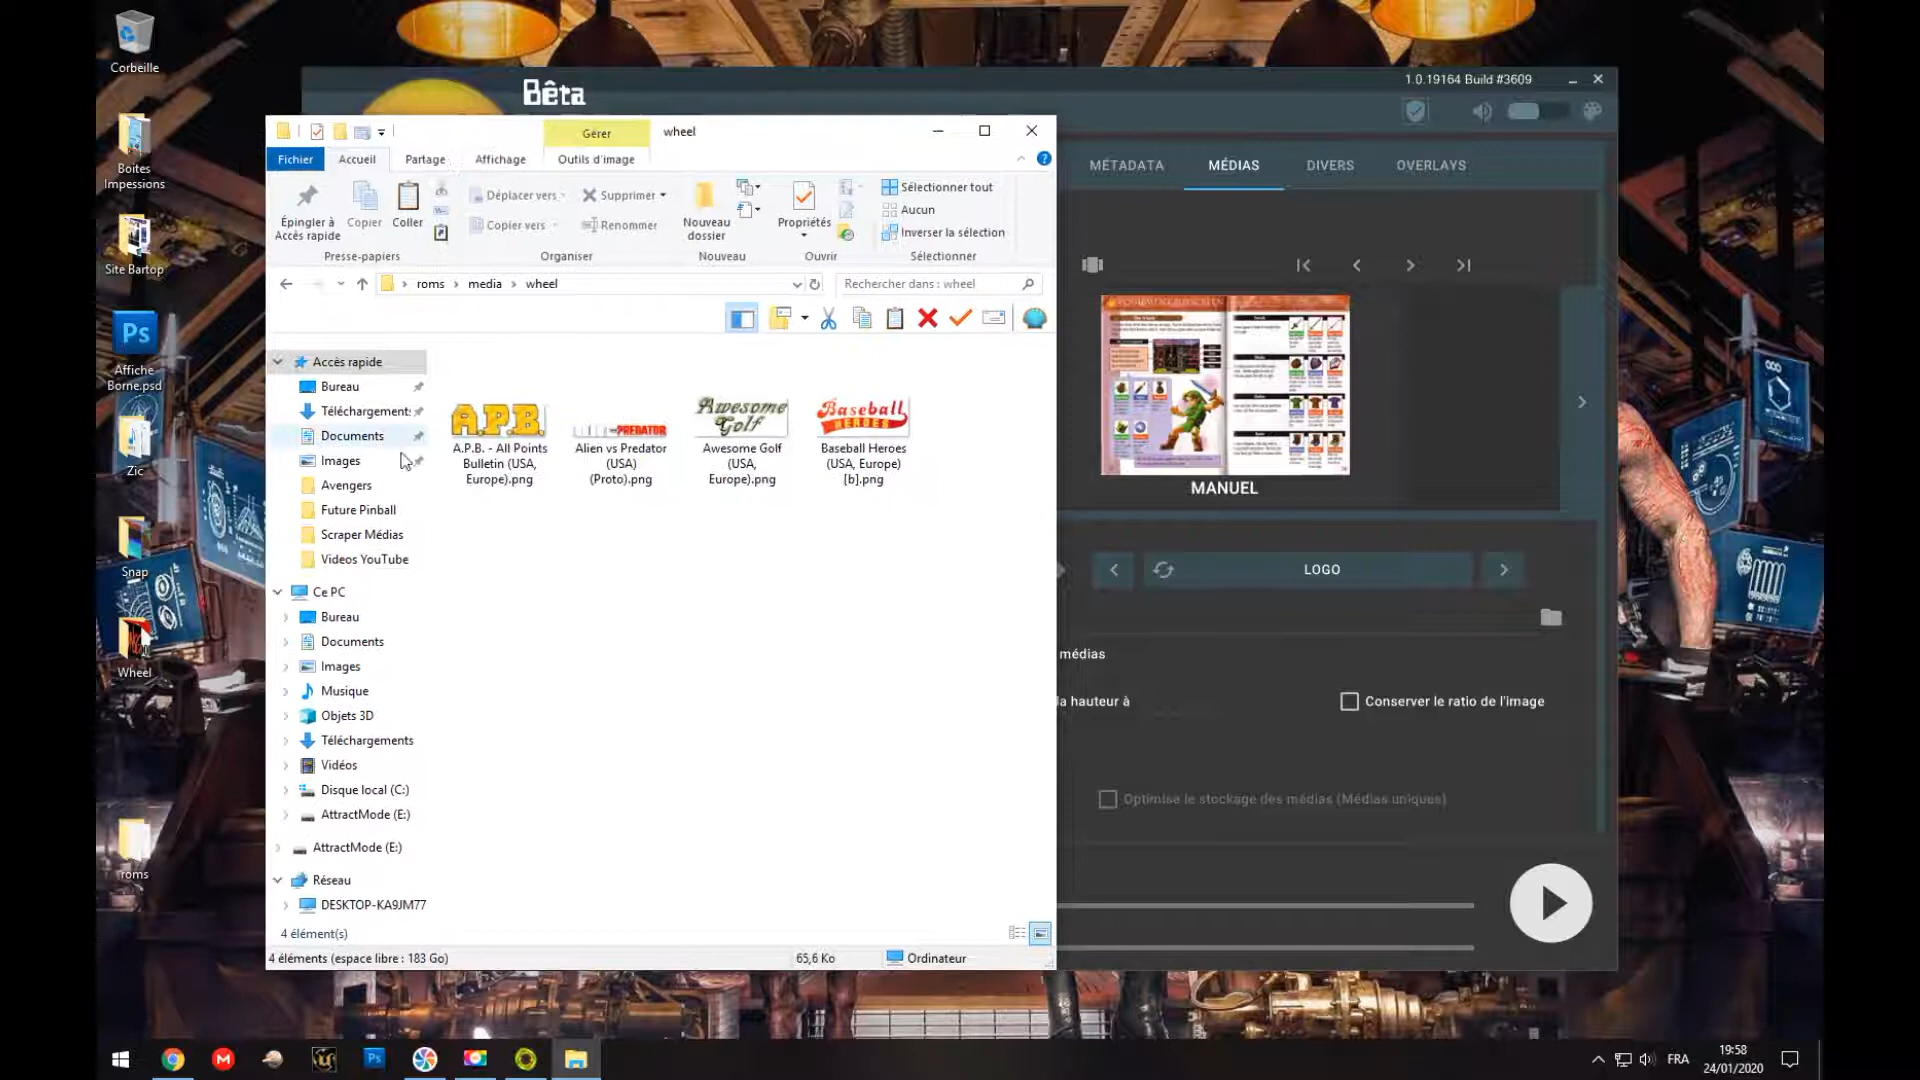 Corbeille
Boites
Impessions
Site Bartop
Affiche
Borne.psd
Zic
Snap
Wheel
roms
Bêta
1.0.19164 Build #3609
MÉTADATA
MÉDIAS
DIVERS
OVERLAYS
MANUEL
LOGO
médias
la hauteur à
Conserver le ratio de l'image
Optimise le stockage des médias (Médias uniques)
Gérer
wheel
Fichier
Accueil
Partage
Affichage
Outils d'image
Épingler à
Accès rapide
Copier
Coller
Déplacer vers
Copier vers
Supprimer
Renommer
Nouveau
dossier
Propriétés
Sélectionner tout
Aucun
Inverser la sélection
Presse-papiers
Organiser
Nouveau
Ouvrir
Sélectionner
roms > media > wheel
Rechercher dans : wheel
Accès rapide
Bureau
Téléchargement:
Documents
Images
Avengers
Future Pinball
Scraper Médias
Videos YouTube
Ce PC
Bureau
Documents
Images
Musique
Objets 3D
Téléchargements
Vidéos
Disque local (C:)
AttractMode (E:)
AttractMode (E:)
Réseau
DESKTOP-KA9JM77
A.P.B.
A.P.B. - All Points
Bulletin (USA,
Europe).png
PREDATOR
Alien vs Predator
(USA)
(Proto).png
Awesome
Golf
Awesome Golf
(USA,
Europe).png
Baseball
HEROES
Baseball Heroes
(USA, Europe)
[b].png
4 élément(s)
4 éléments (espace libre : 183 Go)
65,6 Ko
Ordinateur
FRA
19:58
24/01/2020